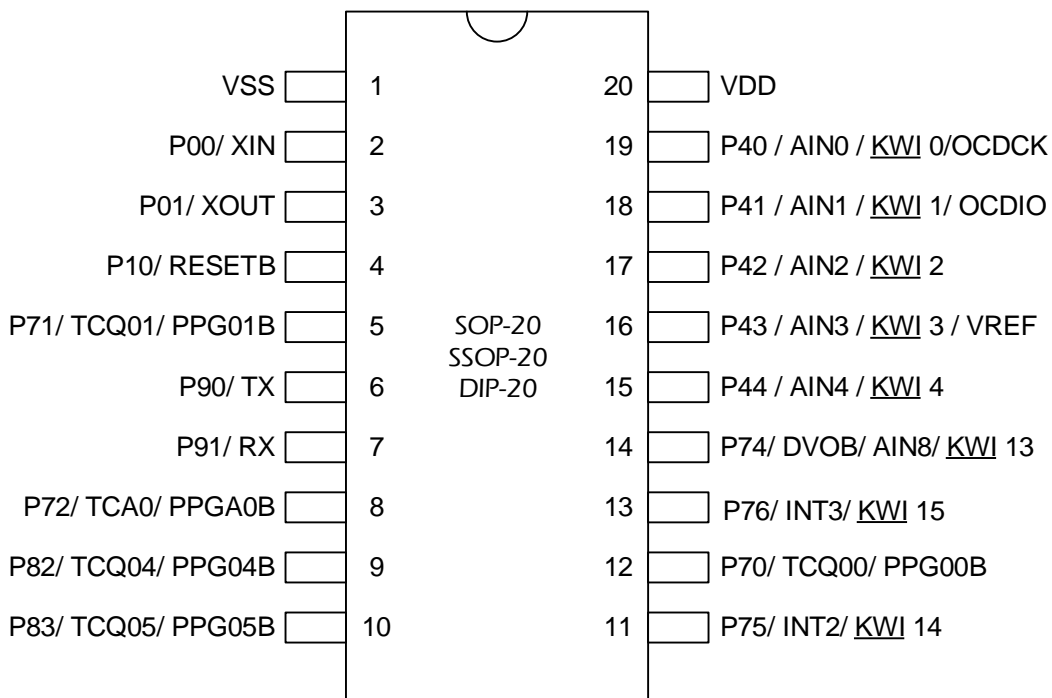 VSS 1 20 VDD
P00/ XIN 2 19 P40 / AIN0 / KWI 0/OCDCK
P01/ XOUT 3 18 P41 / AIN1 / KWI 1/ OCDIO
P10/ RESETB 4 17 P42 / AIN2 / KWI 2
P71/ TCQ01/ PPG01B 5 SOP-20 16 P43 / AIN3 / KWI 3 / VREF
SSOP-20
P90/ TX 6 DIP-20 15 P44 / AIN4 / KWI 4
P91/ RX 7 14 P74/ DVOB/ AIN8/ KWI 13
P72/ TCA0/ PPGA0B 8 13 P76/ INT3/ KWI 15
P82/ TCQ04/ PPG04B 9 12 P70/ TCQ00/ PPG00B
P83/ TCQ05/ PPG05B 10 11 P75/ INT2/ KWI 14